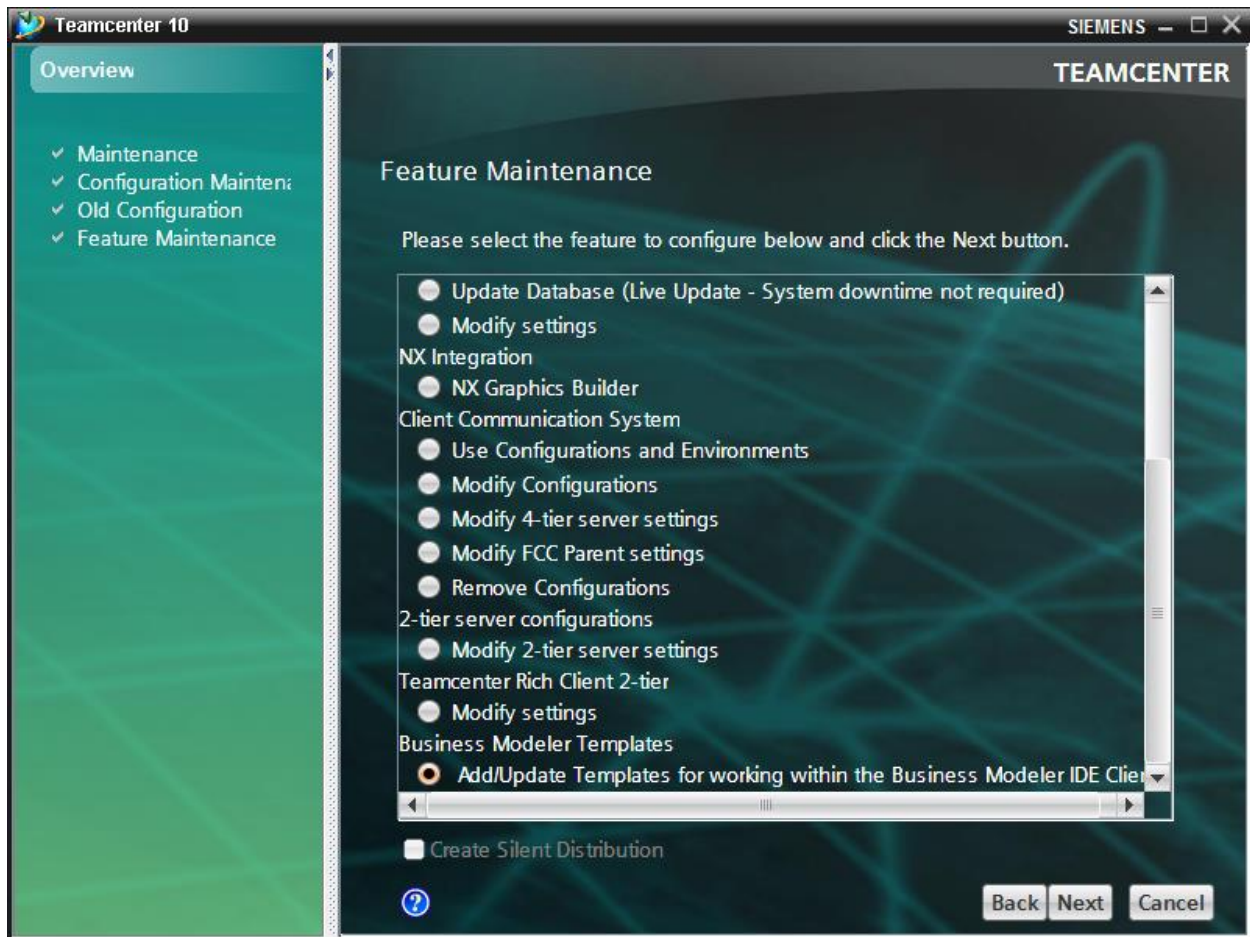 Teamcenter 10
SIEMENS
Overview
TEAMCENTER
Maintenance
Configuration Maintena
Old Configuration
Feature Maintenance
Feature Maintenance
Please select the feature to configure below and click the Next button.
Update Database (Live Update - System downtime not required)
Modify settings
NX Integration
NX Graphics Builder
Client Communication System
Use Configurations and Environments
Modify Configurations
Modify 4-tier server settings
Modify FCC Parent settings
Remove Configurations
2-tier server configurations
Modify 2-tier server settings
Teamcenter Rich Client 2-tier
Modify settings
Business Modeler Templates
Add/Update Templates for working within the Business Modeler IDE Clier
Create Silent Distribution
?
Back Next Cancel